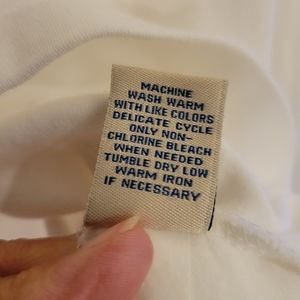 MACHINE
WASH WARM
WITH LIKE COLORS
DELICATE CYCLE
ONLY NON-
CHLORINE BLEACH
WHEN NEEDED
TUMBLE DRY LOW
WARM IRON
IF NECESSARY